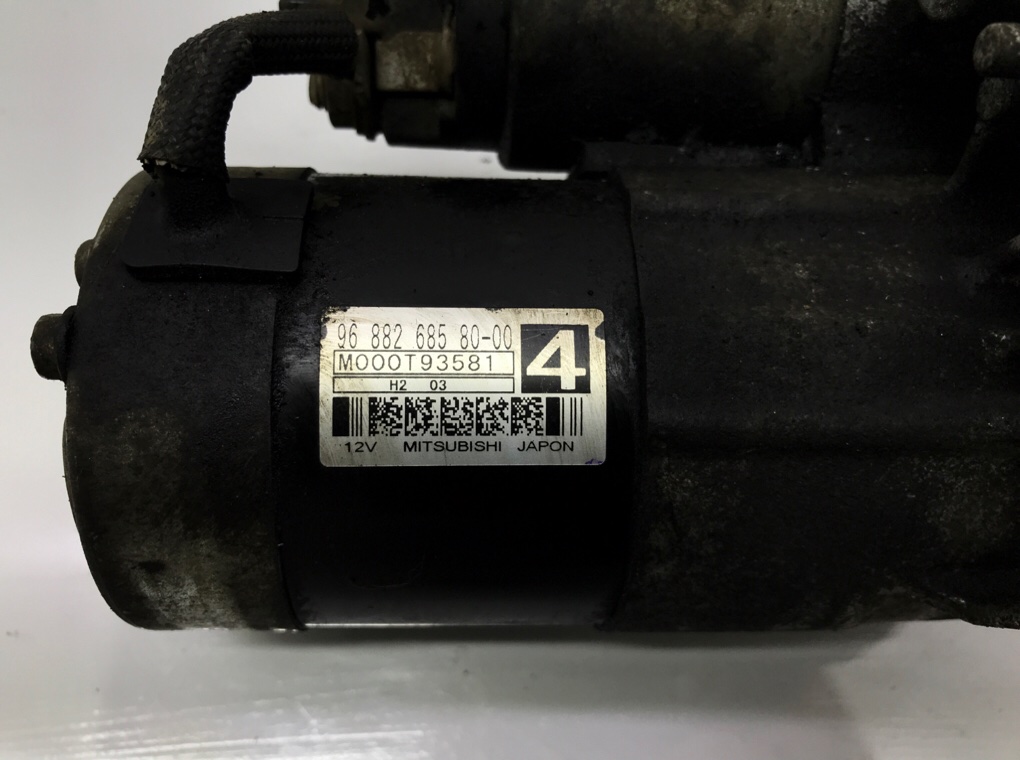 96 882 685 80-00
4
M000T93581
H2 03
12V MITSUBISHI JAPON